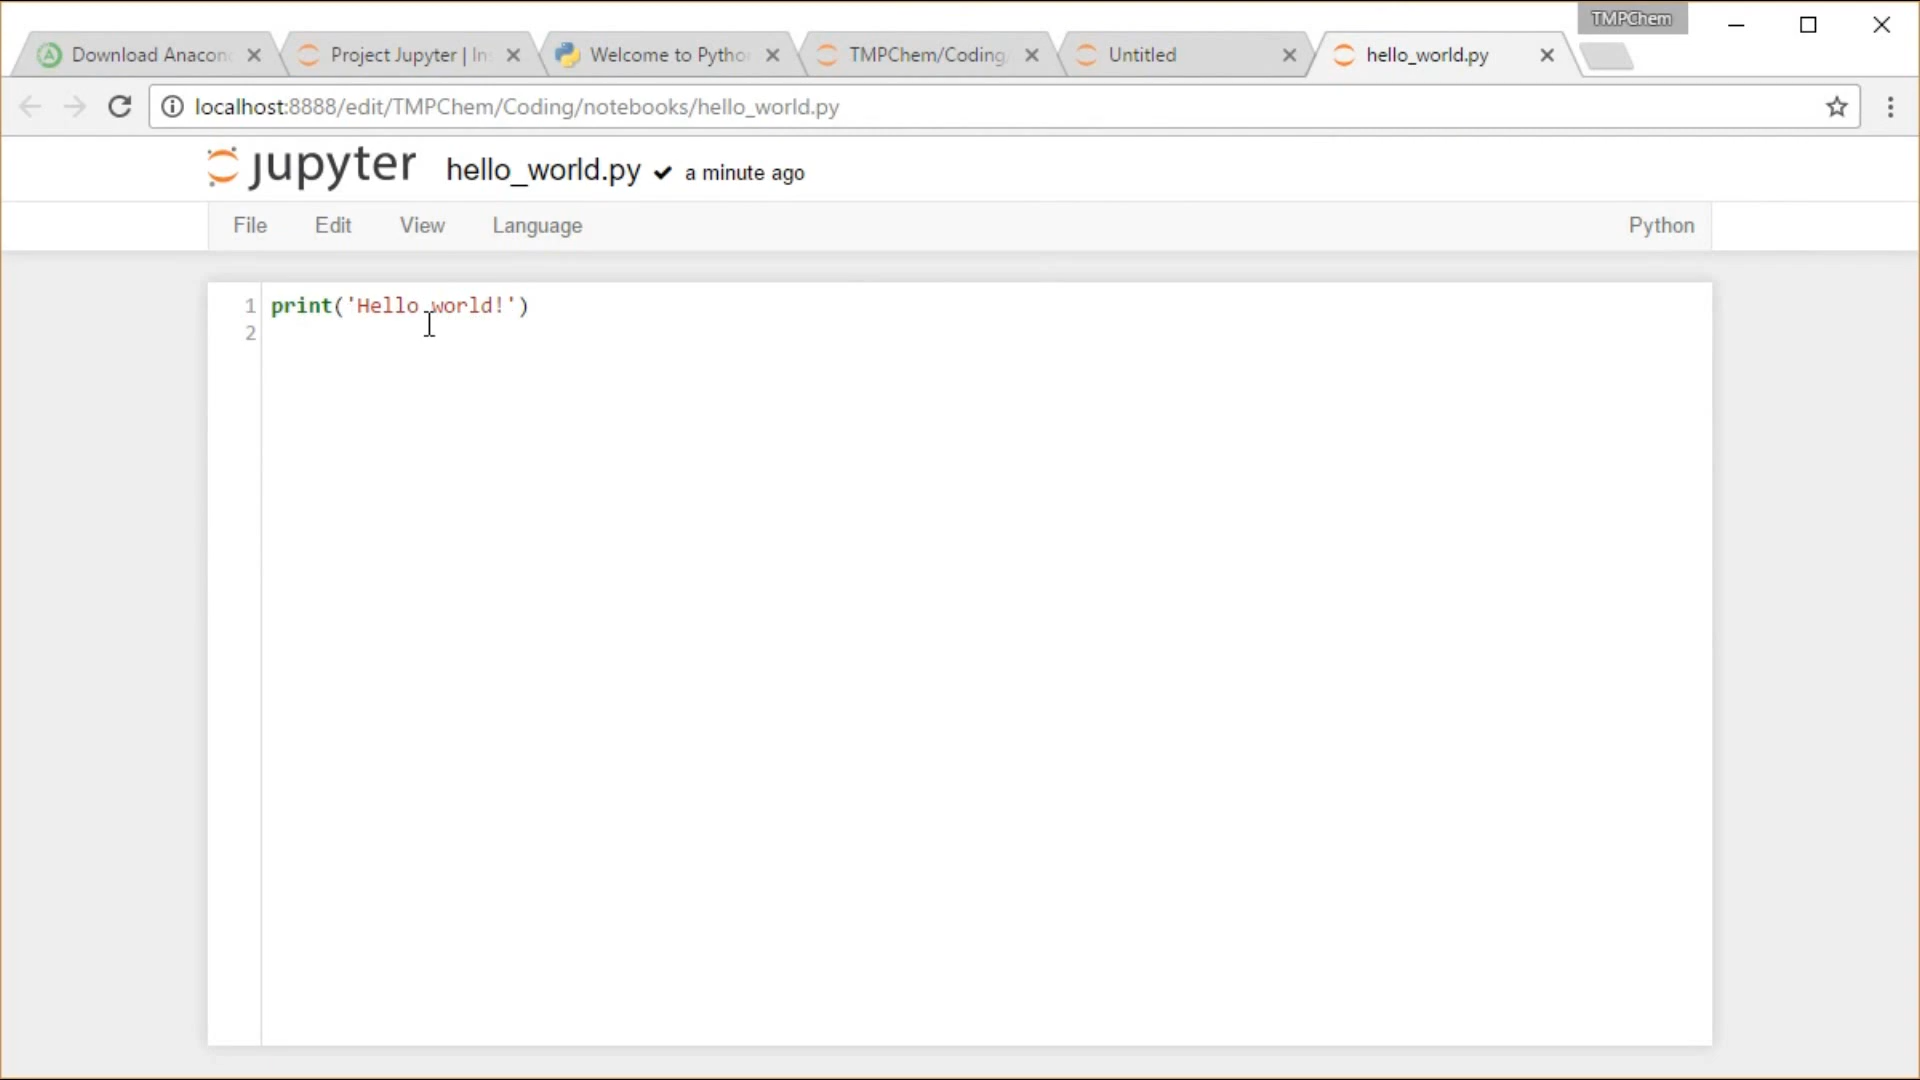 TMPChem
Download Anacon
Project Jupyter | In
Welcome to Pytho
TMPChem/Coding
Untitled
hello_world.py
localhost:8888/edit/TMPChem/Coding/notebooks/hello_world.py
jupyter hello_world.py a minute ago
File Edit View Language Python
1 print('Hello world!')
2